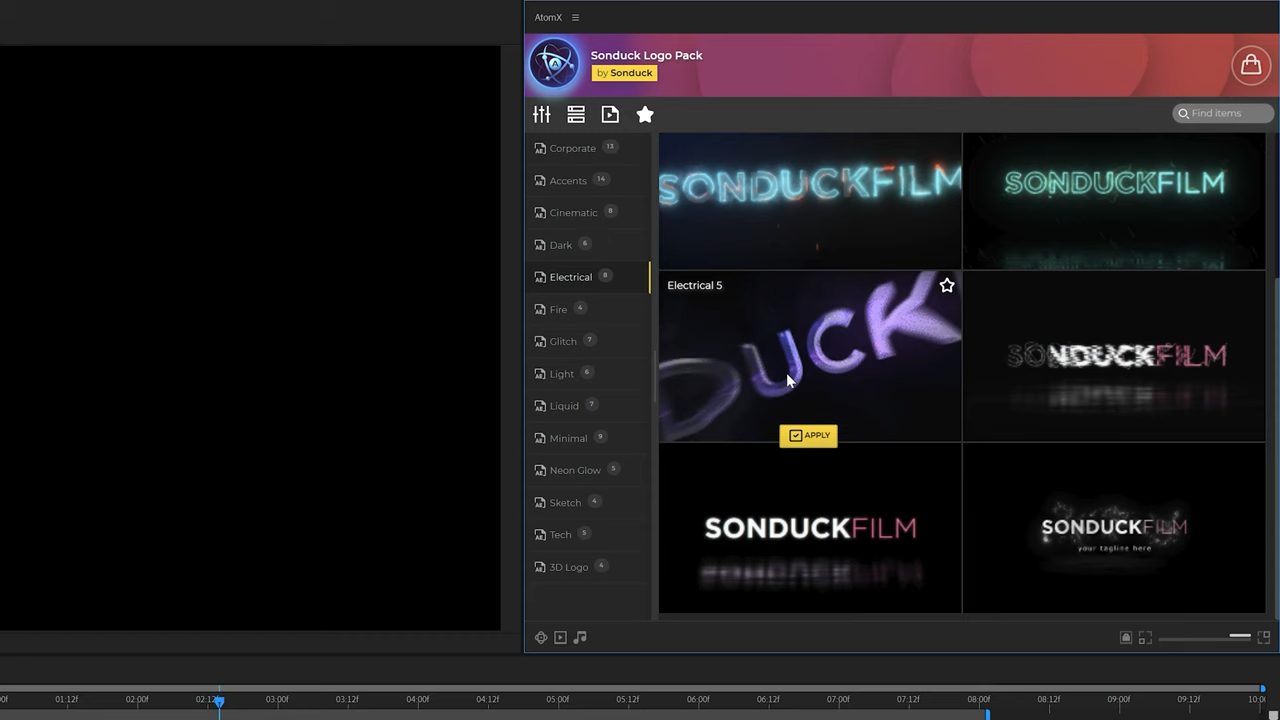 AtomX
Sonduck Logo Pack
by Sonduck
Find items
Corporate 13
Accents 14
Cinematic 8
Dark 6
Electrical 8
Fire 4
Glitch 7
Light 6
Liquid 7
Minimal 9
Neon Glow 5
Sketch 4
Tech 5
3D Logo 4
SONDUCKFILM
SONDUCKFILM
Electrical 5
DUCK
APPLY
SONDUCKFILM
SONDUCKFILM
SONDUCKFILM
your tagline here
01:12f 02:00f 02:12f 03:00f 03:12f 04:00f 04:12f 05:00f 05:12f 06:00f 06:12f 07:00f 07:12f 08:00f 08:12f 09:00f 09:12f 10:00